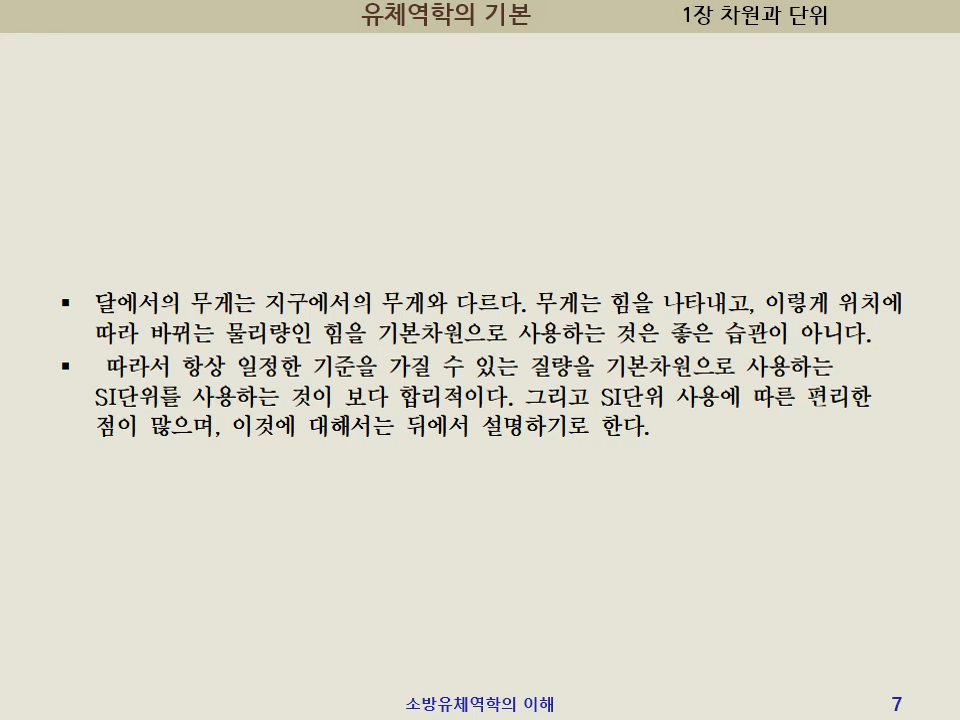 유체역학의 기본
1장 차원과 단위
▪ 달에서의 무게는 지구에서의 무게와 다르다. 무게는 힘을 나타내고, 이렇게 위치에
따라 바뀌는 물리량인 힘을 기본차원으로 사용하는 것은 좋은 습관이 아니다.
▪ 따라서 항상 일정한 기준을 가질 수 있는 질량을 기본차원으로 사용하는
SI단위를 사용하는 것이 보다 합리적이다. 그리고 SI단위 사용에 따른 편리한
점이 많으며, 이것에 대해서는 뒤에서 설명하기로 한다.
소방유체역학의 이해
7